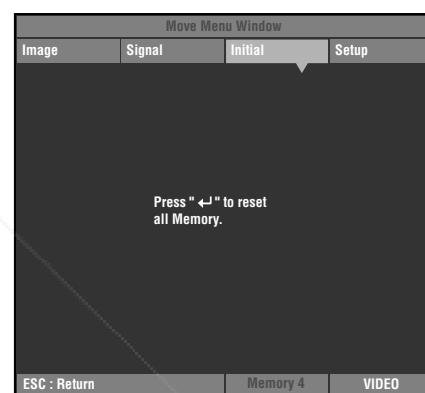 Move Menu Window
Image Signal Initial Setup
Press " ↵ " to reset
all Memory.
ESC : Return Memory 4 VIDEO